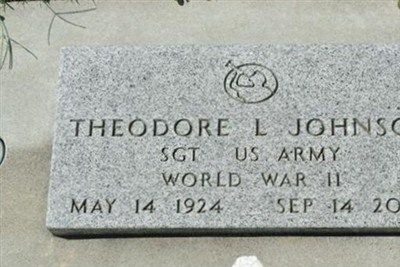 THEODORE L JOHNSO
SGT US ARMY
WORLD WAR II
MAY 14 1924 SEP 14 20